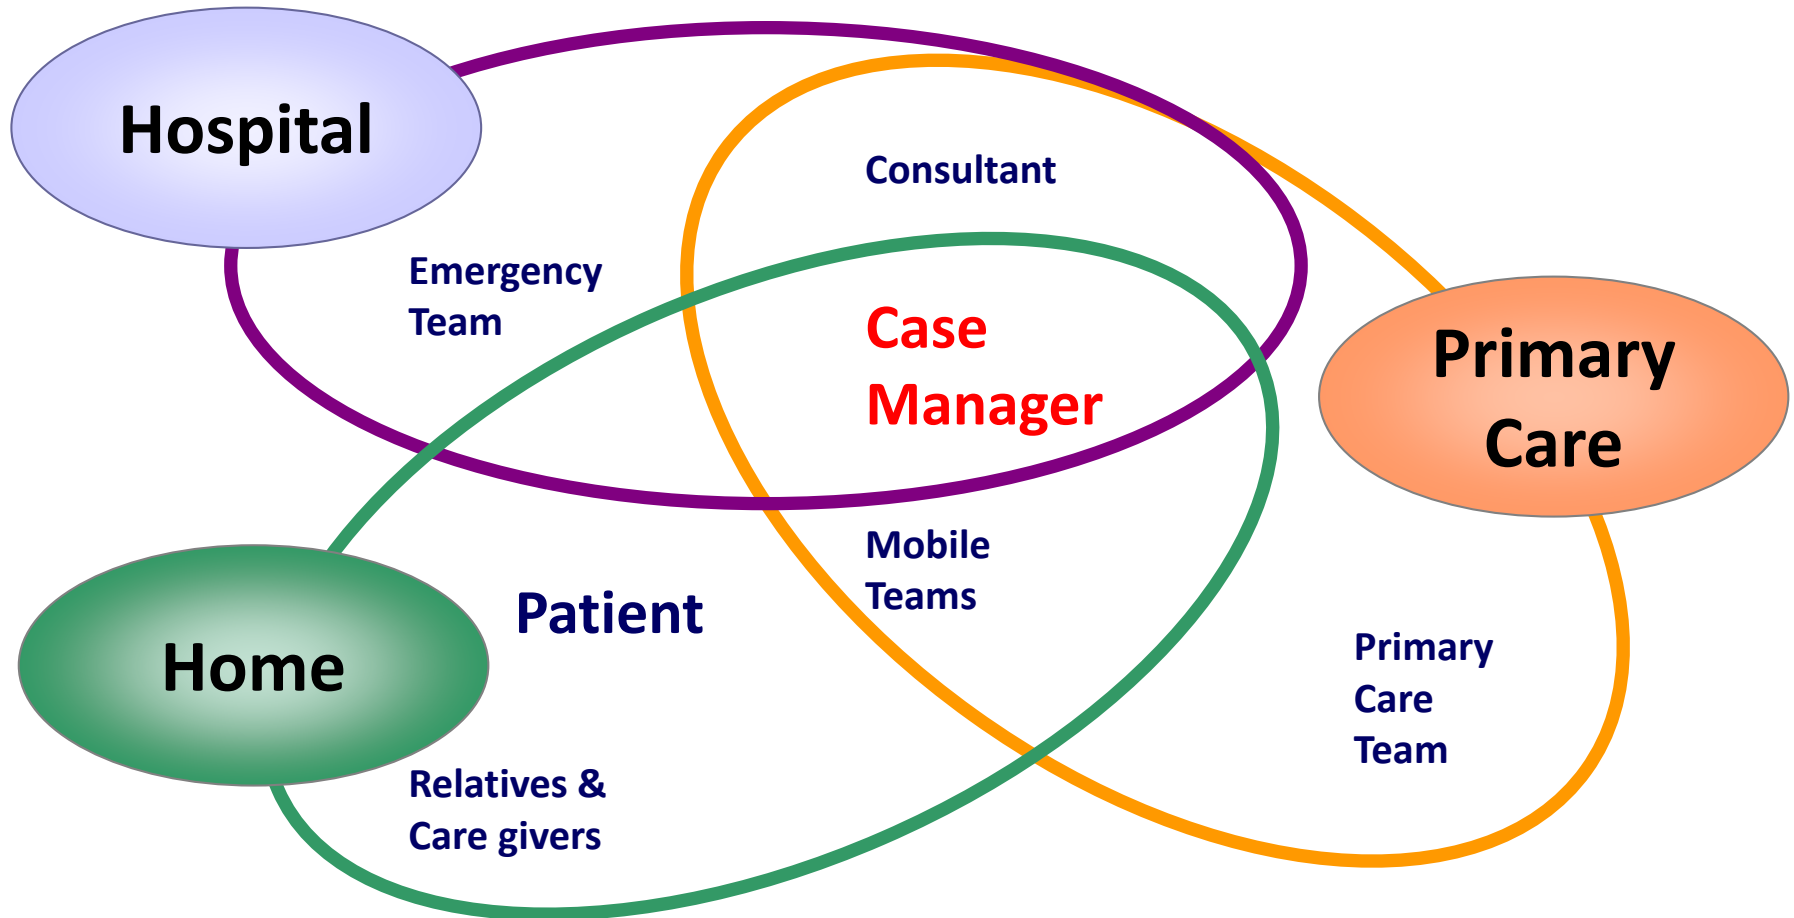 Hospital
Consultant
Emergency
Team
Case
Manager
Primary
Care
Mobile
Teams
Patient
Home
Primary
Care
Team
Relatives &
Care givers